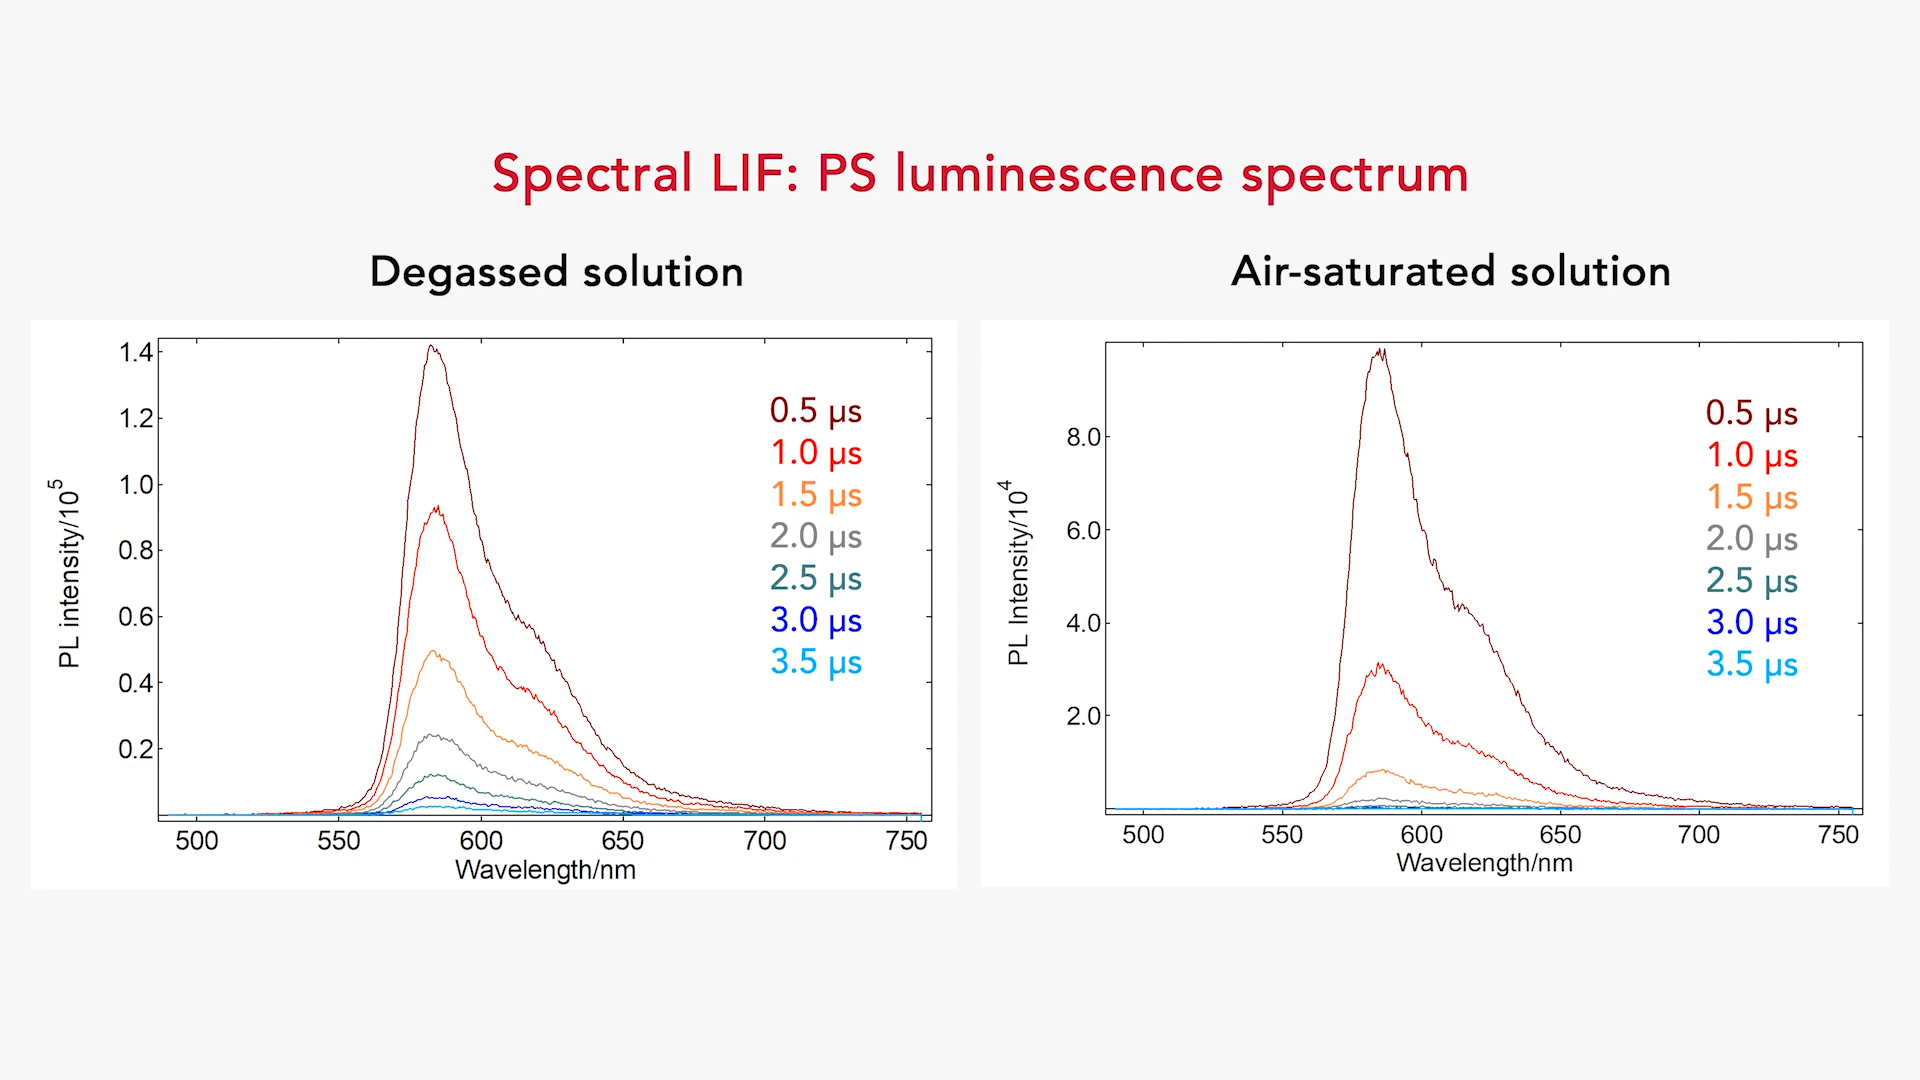 Spectral LIF: PS luminescence spectrum
Degassed solution
1.4
1.2
1.0
0.8
0.6
0.4
0.2
PL intensity/10⁵
500 550 600 650 700 750
Wavelength/nm
0.5 µs
1.0 µs
1.5 µs
2.0 µs
2.5 µs
3.0 µs
3.5 µs
Air-saturated solution
8.0
6.0
4.0
2.0
PL Intensity/10⁴
500 550 600 650 700 750
Wavelength/nm
0.5 µs
1.0 µs
1.5 µs
2.0 µs
2.5 µs
3.0 µs
3.5 µs